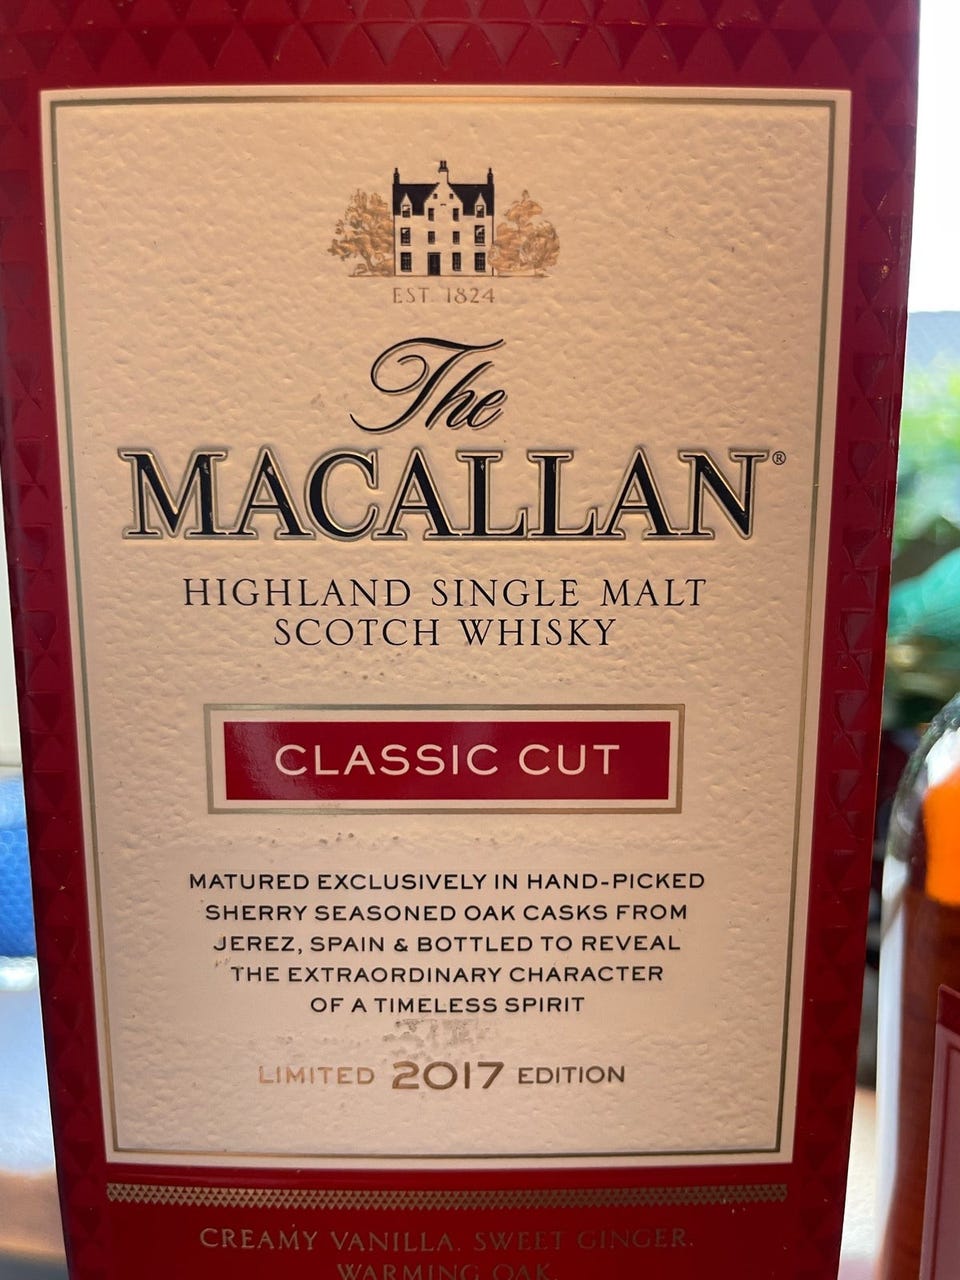 EST. 1824
The
MACALLAN®
HIGHLAND SINGLE MALT
SCOTCH WHISKY
CLASSIC CUT
MATURED EXCLUSIVELY IN HAND-PICKED
SHERRY SEASONED OAK CASKS FROM
JEREZ, SPAIN & BOTTLED TO REVEAL
THE EXTRAORDINARY CHARACTER
OF A TIMELESS SPIRIT
LIMITED 2017 EDITION
CREAMY VANILLA. SWEET GINGER.
WARMING OAK.